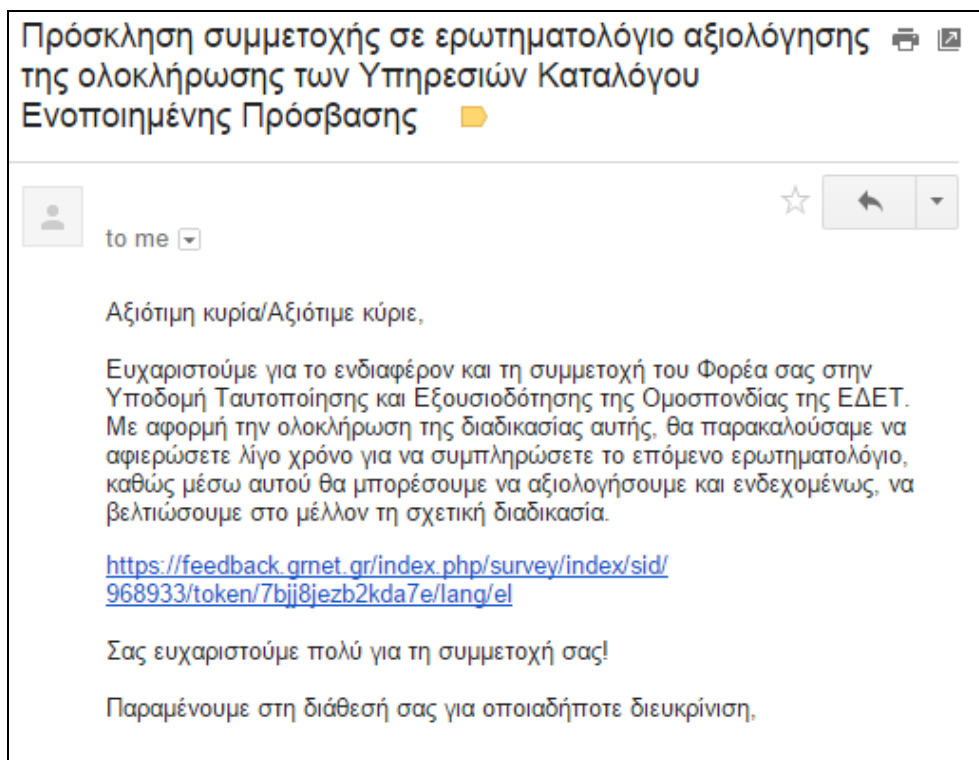 Πρόσκληση συμμετοχής σε ερωτηματολόγιο αξιολόγησης
της ολοκλήρωσης των Υπηρεσιών Καταλόγου
Ενοποιημένης Πρόσβασης
to me
Αξιότιμη κυρία/Αξιότιμε κύριε,
Ευχαριστούμε για το ενδιαφέρον και τη συμμετοχή του Φορέα σας στην
Υποδομή Ταυτοποίησης και Εξουσιοδότησης της Ομοσπονδίας της ΕΔΕΤ.
Με αφορμή την ολοκλήρωση της διαδικασίας αυτής, θα παρακαλούσαμε να
αφιερώσετε λίγο χρόνο για να συμπληρώσετε το επόμενο ερωτηματολόγιο,
καθώς μέσω αυτού θα μπορέσουμε να αξιολογήσουμε και ενδεχομένως, να
βελτιώσουμε στο μέλλον τη σχετική διαδικασία.
https://feedback.grnet.gr/index.php/survey/index/sid/
968933/token/7bjj8jezb2kda7e/lang/el
Σας ευχαριστούμε πολύ για τη συμμετοχή σας!
Παραμένουμε στη διάθεσή σας για οποιαδήποτε διευκρίνιση,